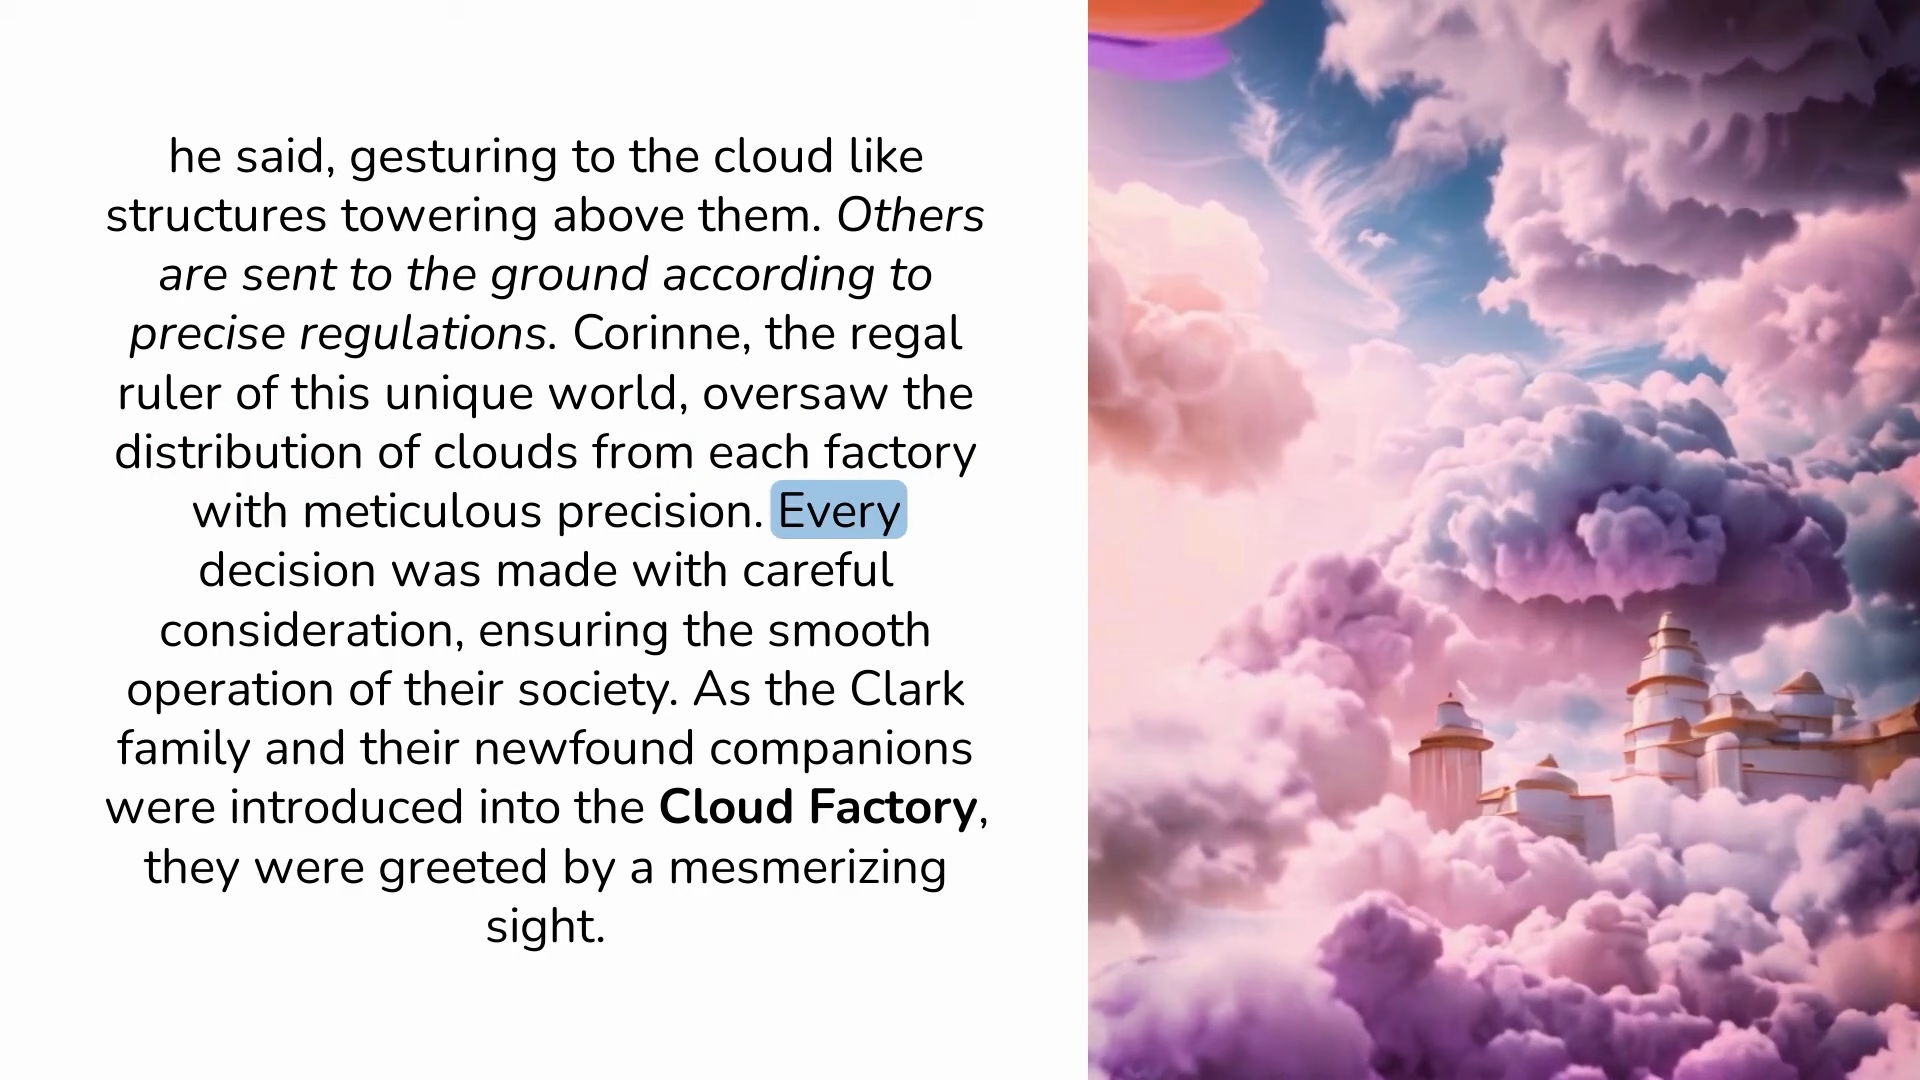 he said, gesturing to the cloud like
structures towering above them. Others
are sent to the ground according to
precise regulations. Corinne, the regal
ruler of this unique world, oversaw the
distribution of clouds from each factory
with meticulous precision. Every
decision was made with careful
consideration, ensuring the smooth
operation of their society. As the Clark
family and their newfound companions
were introduced into the Cloud Factory,
they were greeted by a mesmerizing
sight.